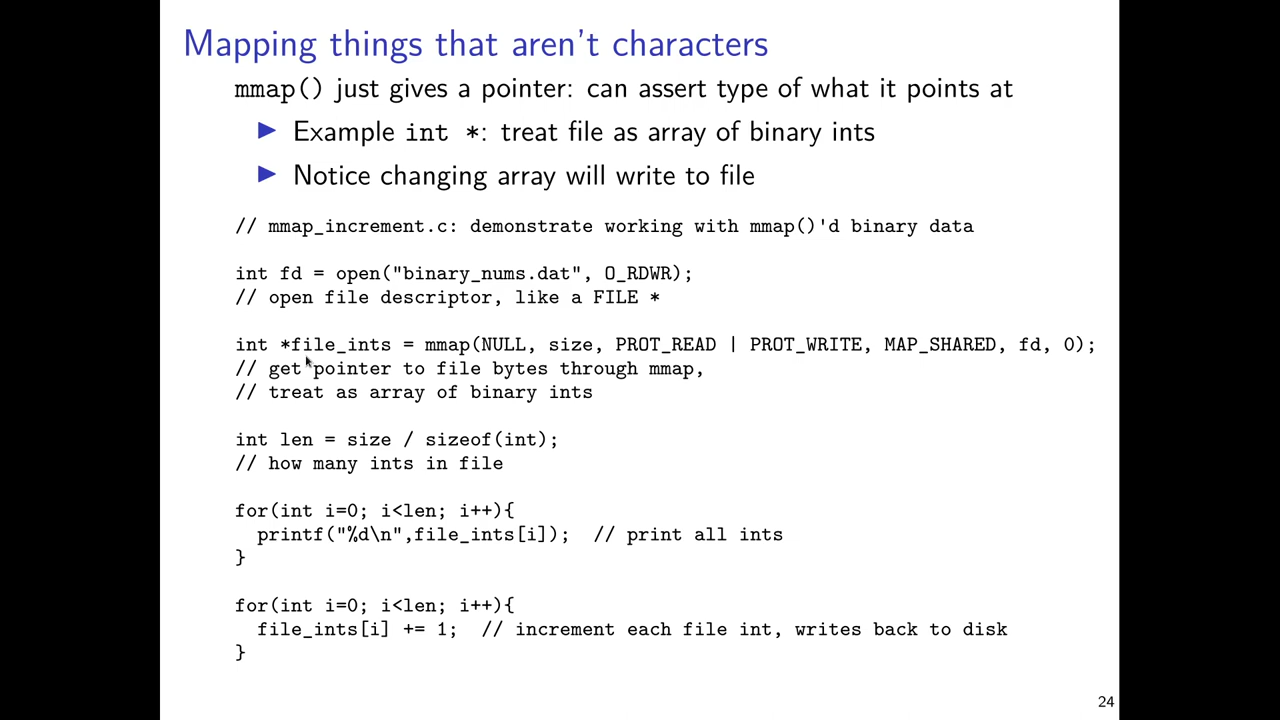 Mapping things that aren't characters
mmap() just gives a pointer: can assert type of what it points at
▶ Example int *: treat file as array of binary ints
▶ Notice changing array will write to file
// mmap_increment.c: demonstrate working with mmap()'d binary data
int fd = open("binary_nums.dat", O_RDWR);
// open file descriptor, like a FILE *
int *file_ints = mmap(NULL, size, PROT_READ | PROT_WRITE, MAP_SHARED, fd, 0);
// get pointer to file bytes through mmap,
// treat as array of binary ints
int len = size / sizeof(int);
// how many ints in file
for(int i=0; i<len; i++){
  printf("%d\n",file_ints[i]);  // print all ints
}
for(int i=0; i<len; i++){
  file_ints[i] += 1;  // increment each file int, writes back to disk
}
24